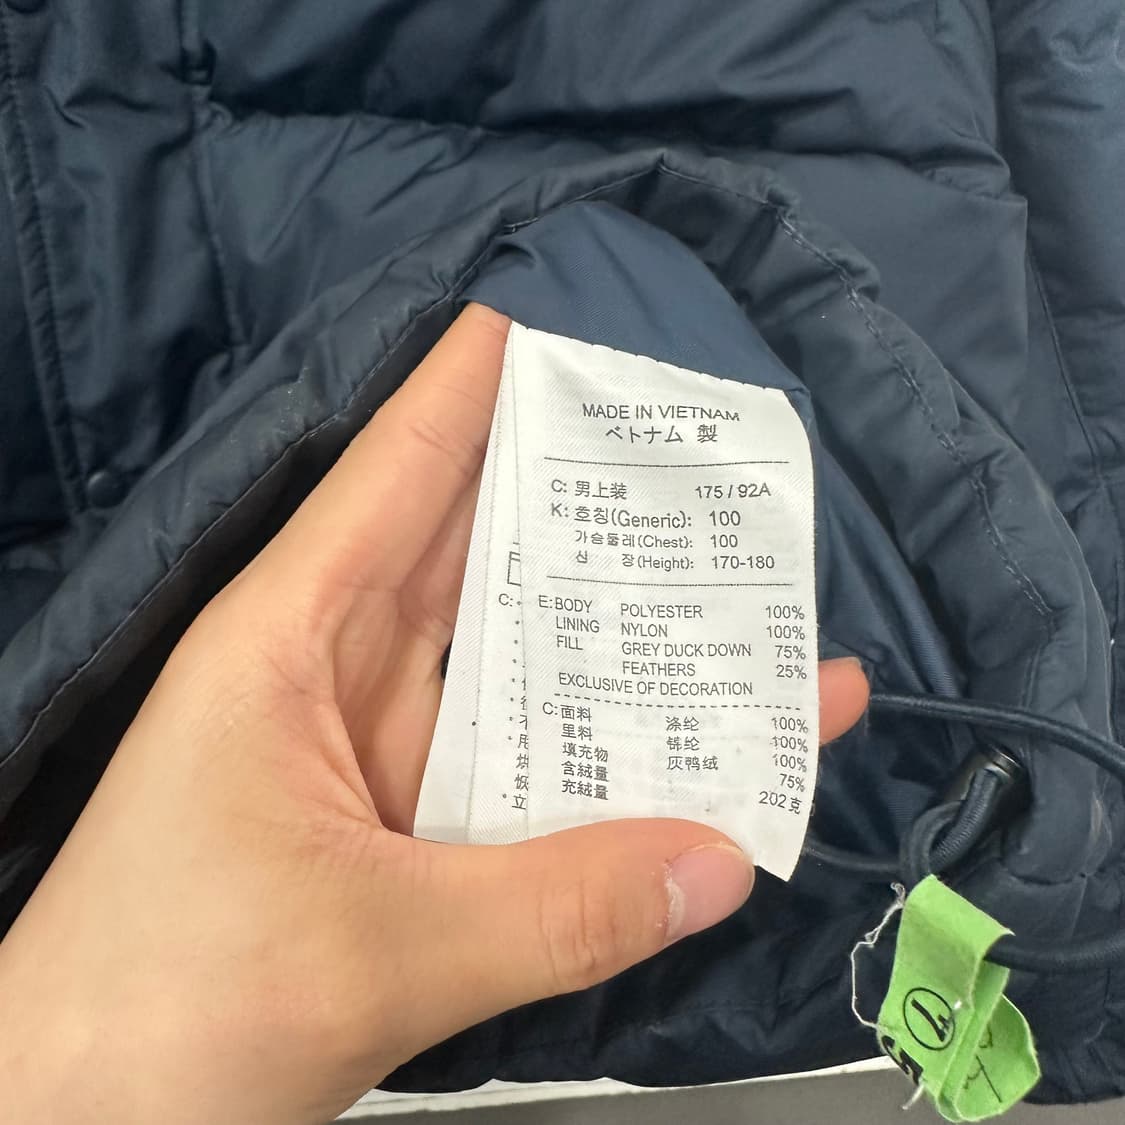 MADE IN VIETNAM
ベトナム 製
C: 男上装 175 / 92A
K: 호칭(Generic): 100
가슴둘레(Chest): 100
신 장(Height): 170-180
E: BODY POLYESTER 100%
LINING NYLON 100%
FILL GREY DUCK DOWN 75%
FEATHERS 25%
EXCLUSIVE OF DECORATION
C: 面料 涤纶 100%
里料 锦纶 100%
填充物 灰鸭绒 100%
含絨量 75%
充絨量 202克
C: